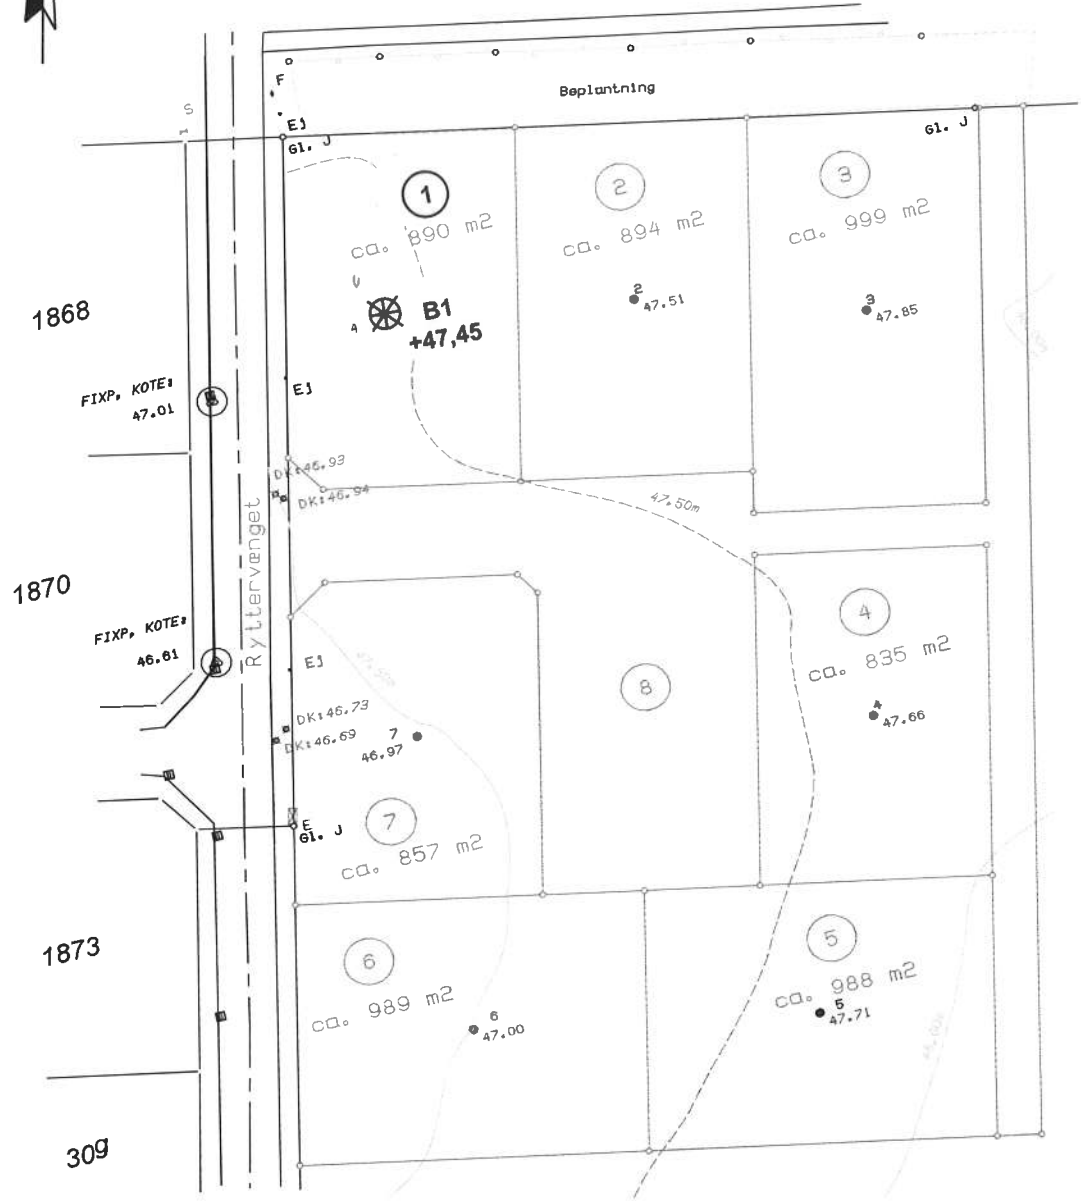 F
Beplantning
S
1
Ej
Gl. J
Gl. J
1
ca. 890 m2
2
ca. 894 m2
3
ca. 999 m2
4
B1
+47,45
2
47.51
3
47.85
1868
FIXP. KOTE:
47.01
Ej
DK:46.93
DK:46.94
47.50m
Ryttervænget
1870
FIXP. KOTE:
46.61
Ej
DK:46.73
DK:46.69
7
46.97
8
4
ca. 835 m2
4
47.66
E
Gl. J
7
ca. 857 m2
1873
6
ca. 989 m2
6
47.00
5
ca. 988 m2
5
47.71
30g